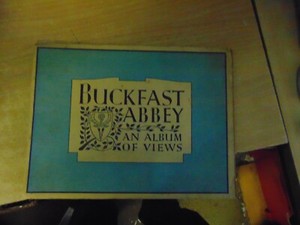 BUCKFAST
ABBEY
AN ALBUM
OF VIEWS